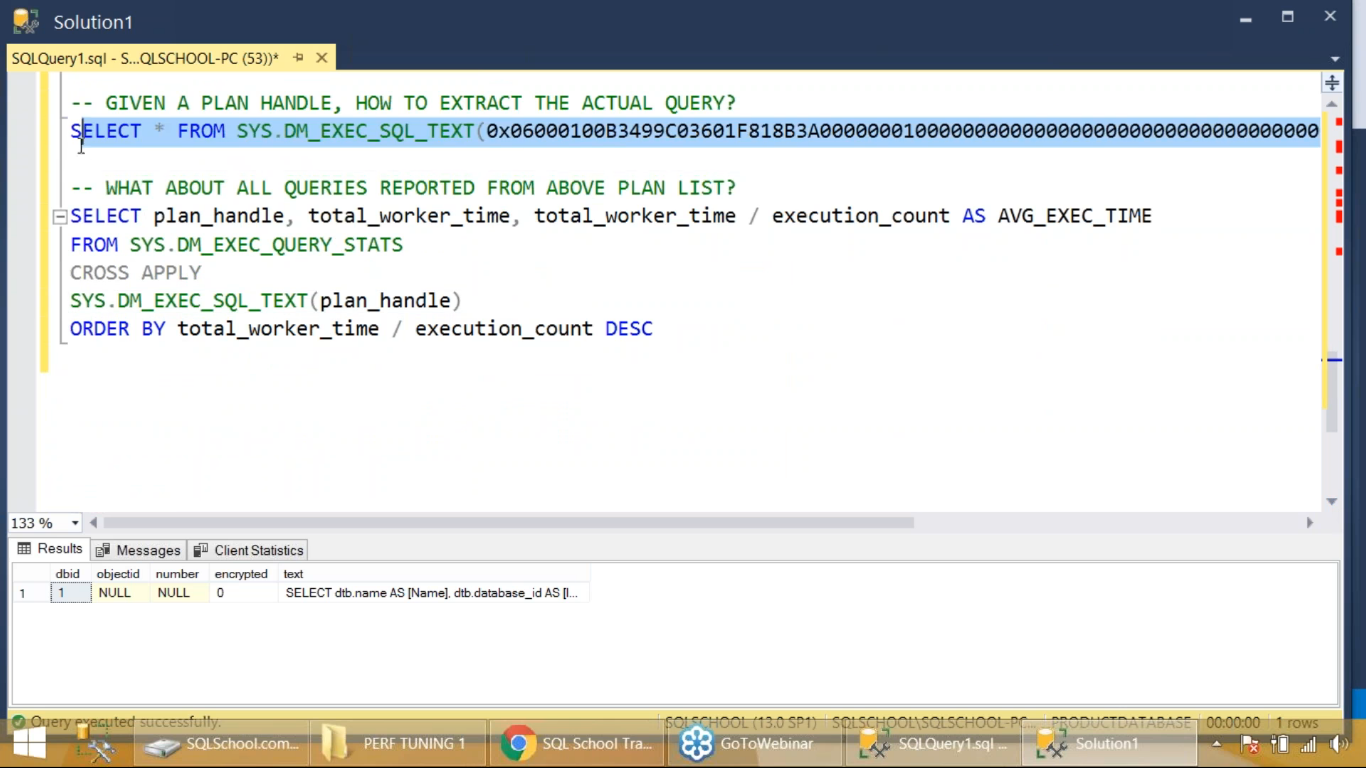 Solution1
SQLQuery1.sql - S...QLSCHOOL-PC (53))*
-- GIVEN A PLAN HANDLE, HOW TO EXTRACT THE ACTUAL QUERY?
SELECT * FROM SYS.DM_EXEC_SQL_TEXT(
-- WHAT ABOUT ALL QUERIES REPORTED FROM ABOVE PLAN LIST?
SELECT plan_handle, total_worker_time, total_worker_time / execution_count AS AVG_EXEC_TIME
FROM SYS.DM_EXEC_QUERY_STATS
CROSS APPLY
SYS.DM_EXEC_SQL_TEXT(plan_handle)
ORDER BY total_worker_time / execution_count DESC
133 %
Results Messages Client Statistics
dbid objectid number encrypted text
1 1 NULL NULL 0 SELECT dtb.name AS [Name], dtb.database_id AS [I...
Query executed successfully. SQLSCHOOL (13.0 SP1) SQLSCHOOL\SQLSCHOOL-PC... PRODUCTDATABASE 00:00:00 1 rows
SQLSchool.com... PERF TUNING 1 SQL School Tra... GoToWebinar SQLQuery1.sql ... Solution1